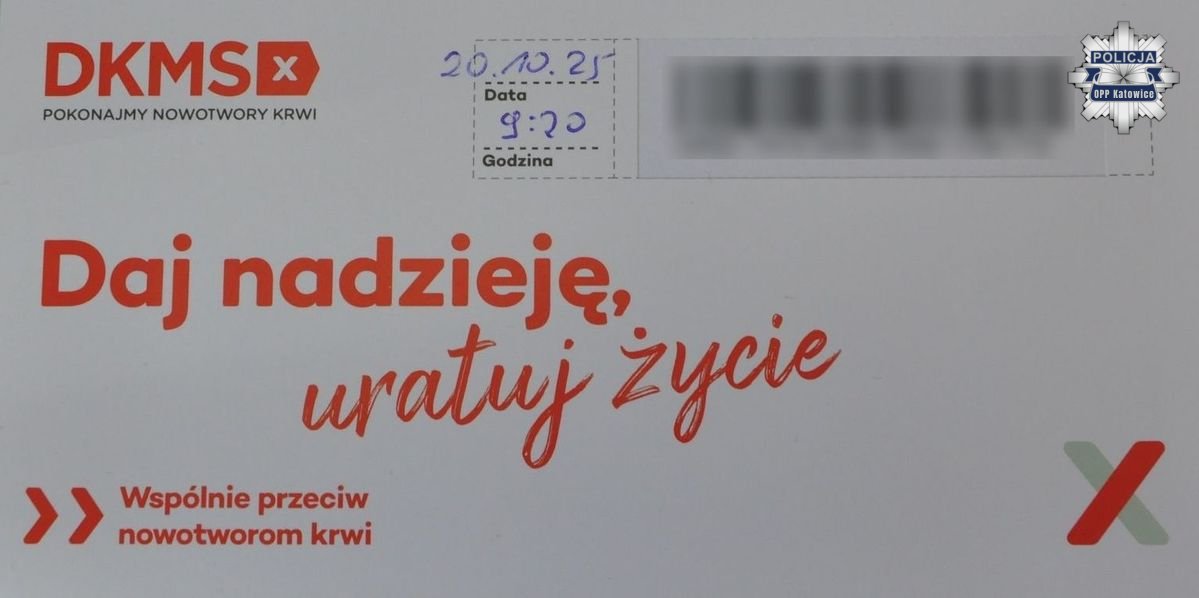 DKMS x
POKONAJMY NOWOTWORY KRWI
20.10.25
Data
9:20
Godzina
POLICJA
OPP Katowice
Daj nadzieję,
uratuj życie
Wspólnie przeciw
nowotworom krwi